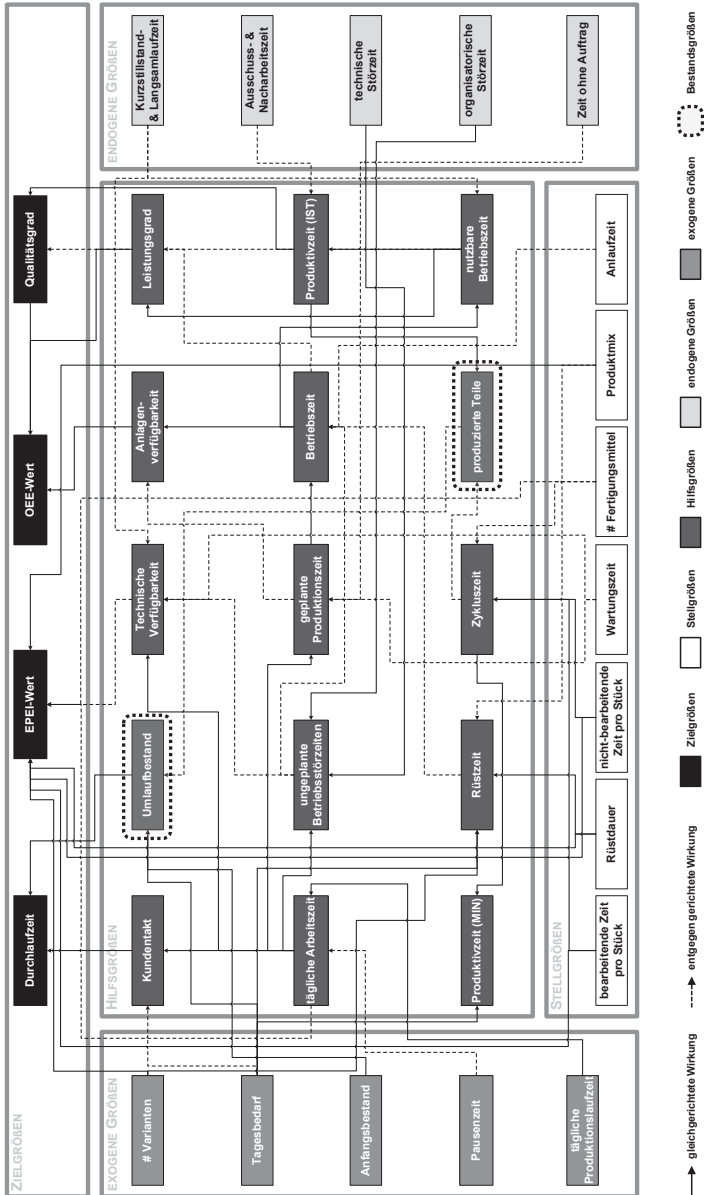 ZIELGRÖßEN
Durchlaufzeit
EPEI-Wert
OEE-Wert
Qualitätsgrad
EXOGENE GRÖßEN
# Varianten
Tagesbedarf
Anfangsbestand
Pausenzeit
tägliche
Produktionslaufzeit
HILFSGRÖßEN
Kundentakt
Umlaufbestand
Technische
Verfügbarkeit
Anlagen-
verfügbarkeit
Leistungsgrad
tägliche Arbeitszeit
ungeplante
Betriebsstörzeiten
geplante
Produktionszeit
Betriebszeit
Produktivzeit (IST)
Produktivzeit (MIN)
Rüstzeit
Zykluszeit
produzierte Teile
nutzbare
Betriebszeit
ENDOGENE GRÖßEN
Kurzstillstand-
& Langsamlaufzeit
Ausschuss- &
Nacharbeitszeit
technische
Störzeit
organisatorische
Störzeit
Zeit ohne Auftrag
STELLGRÖßEN
bearbeitende Zeit
pro Stück
Rüstdauer
nicht-bearbeitende
Zeit pro Stück
Wartungszeit
# Fertigungsmittel
Produktmix
Anlaufzeit
gleichgerichtete Wirkung
entgegen gerichtete Wirkung
Zielgrößen
Stellgrößen
Hilfsgrößen
endogene Größen
exogene Größen
Bestandsgrößen